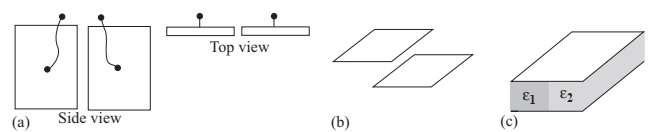 Top view
Side view
(a)
(b)
ε1 ε2
(c)